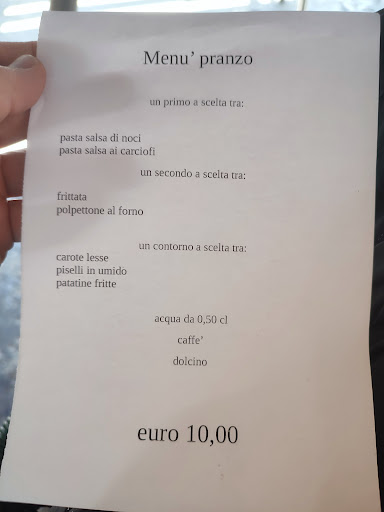 Menu’ pranzo
un primo a scelta tra:
pasta salsa di noci
pasta salsa ai carciofi
un secondo a scelta tra:
frittata
polpettone al forno
un contorno a scelta tra:
carote lesse
piselli in umido
patatine fritte
acqua da 0,50 cl
caffe’
dolcino
euro 10,00